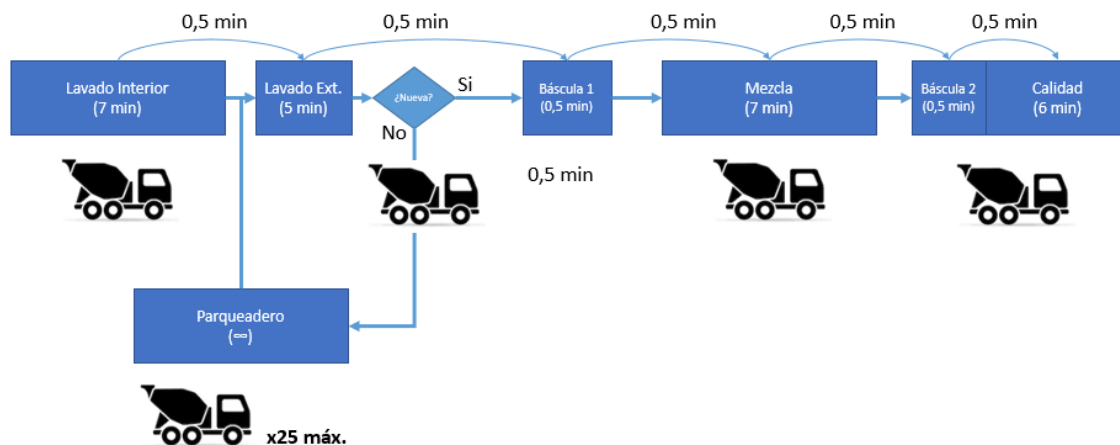 0,5 min
0,5 min
0,5 min
0,5 min
0,5 min
Lavado Interior
(7 min)
Lavado Ext.
(5 min)
¿Nueva?
Si
No
Báscula 1
(0,5 min)
Mezcla
(7 min)
Báscula 2
(0,5 min)
Calidad
(6 min)
0,5 min
Parqueadero
(∞)
x25 máx.